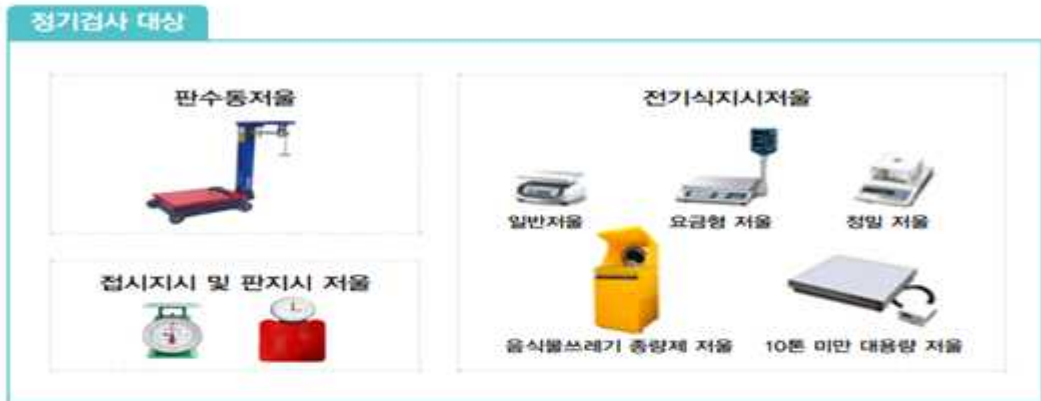 정기검사 대상
판수동저울
접시지시 및 판지시 저울
전기식지시저울
일반저울
요금형 저울
정밀 저울
음식물쓰레기 종량제 저울
10톤 미만 대용량 저울